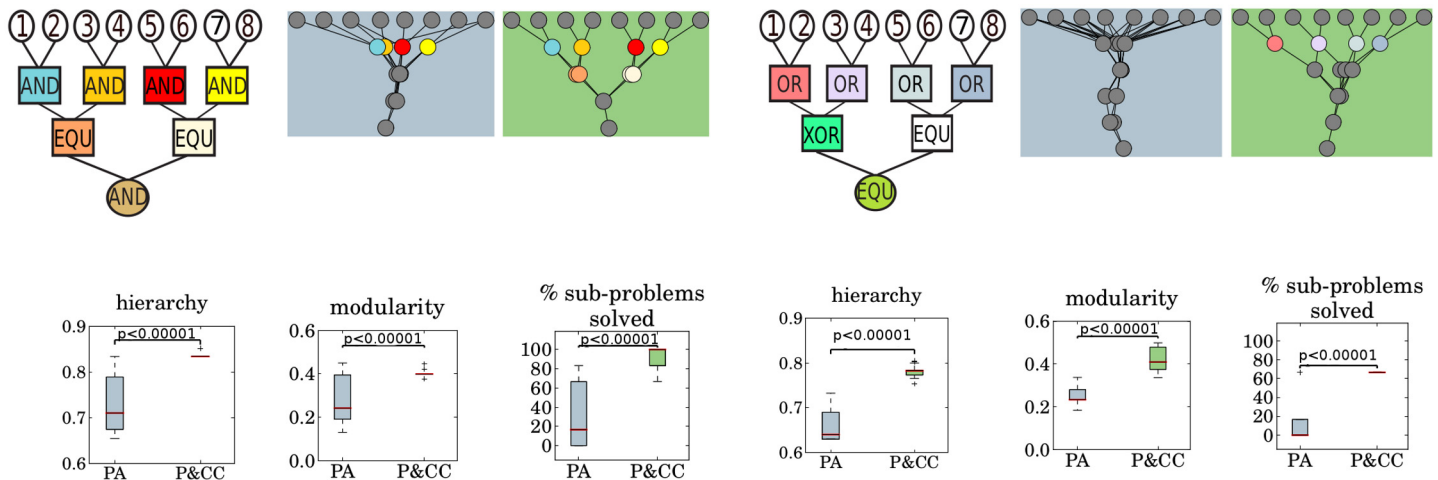 1 2 3 4 5 6 7 8
AND AND AND AND
EQU EQU
AND
1 2 3 4 5 6 7 8
OR OR OR OR
XOR EQU
EQU
hierarchy
p<0.00001
0.9
0.8
0.7
0.6
PA P&CC
modularity
p<0.00001
0.6
0.4
0.2
0.0
PA P&CC
% sub-problems
solved
p<0.00001
100
80
60
40
20
0
PA P&CC
hierarchy
p<0.00001
0.9
0.8
0.7
0.6
PA P&CC
modularity
p<0.00001
0.6
0.4
0.2
0.0
PA P&CC
% sub-problems
solved
p<0.00001
100
80
60
40
20
0
PA P&CC